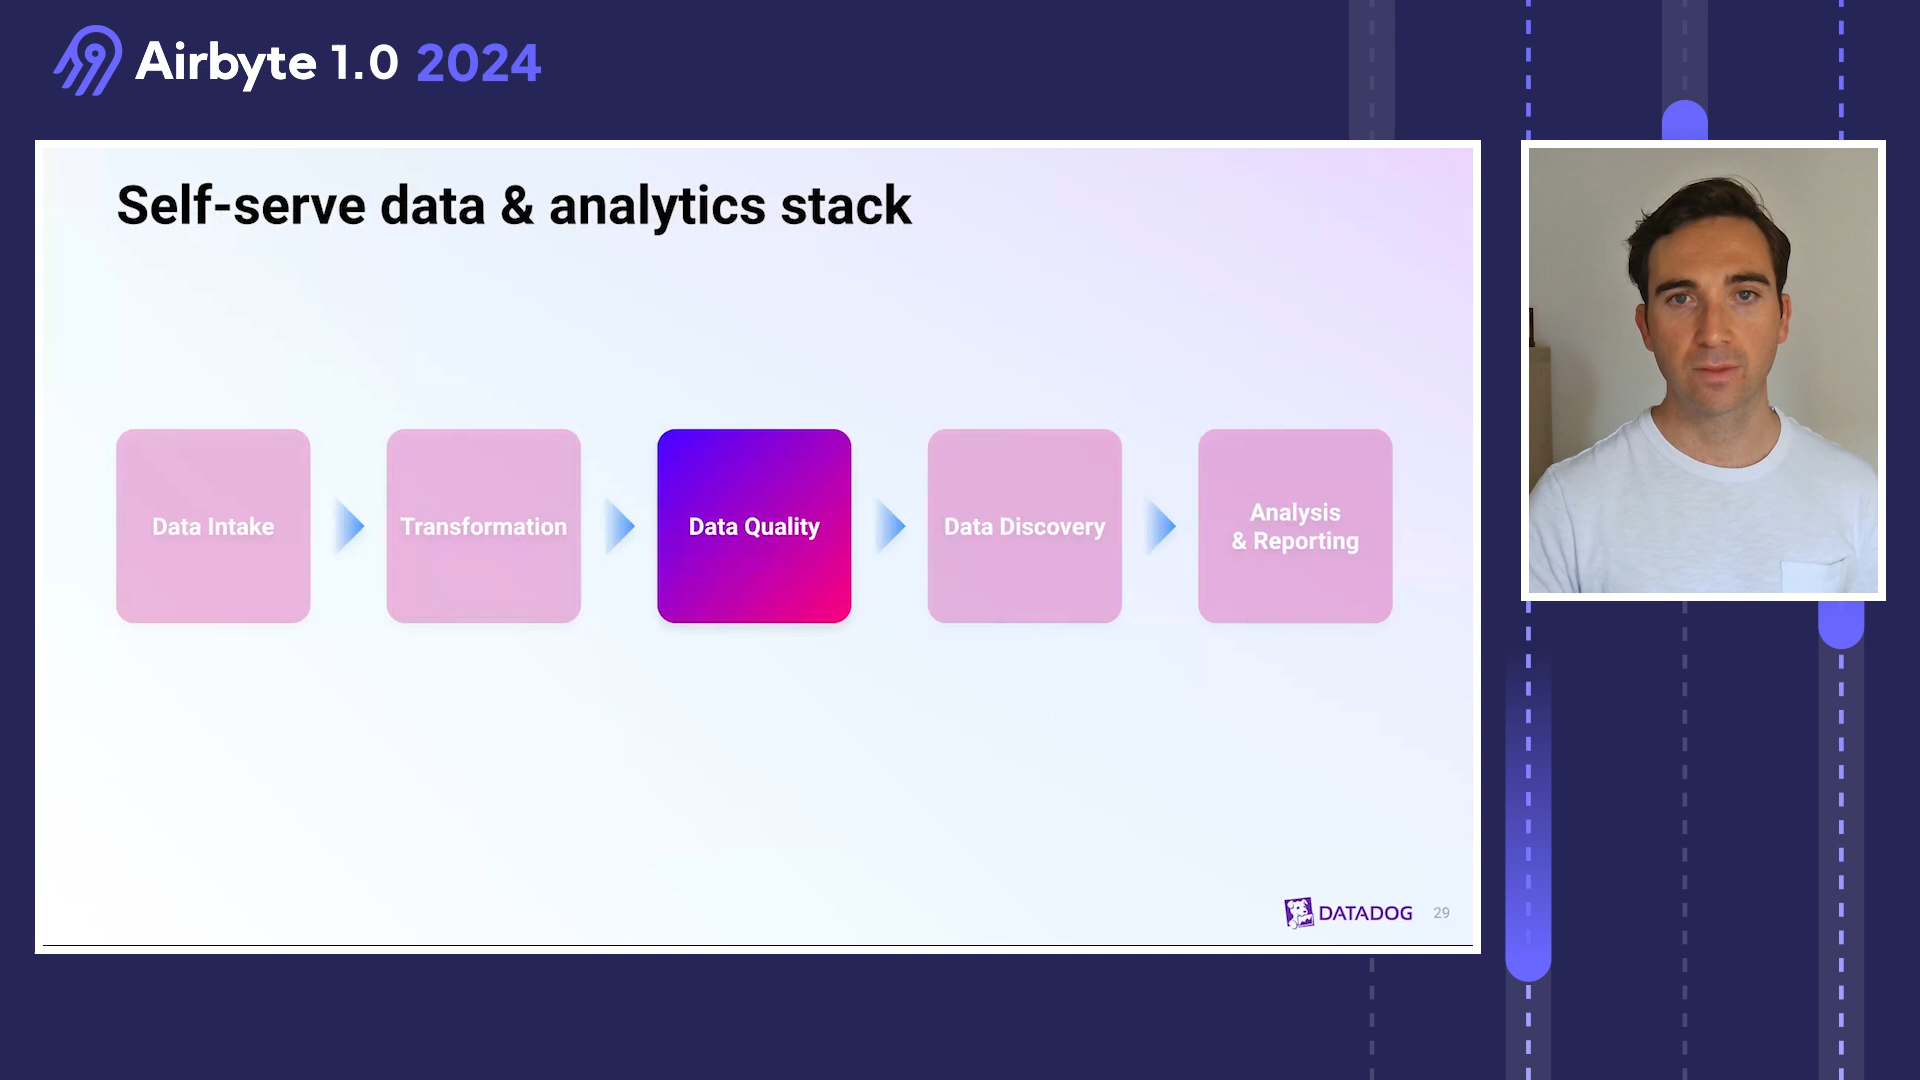 Airbyte 1.0 2024
Self-serve data & analytics stack
Data Intake
Transformation
Data Quality
Data Discovery
Analysis
& Reporting
DATADOG
29